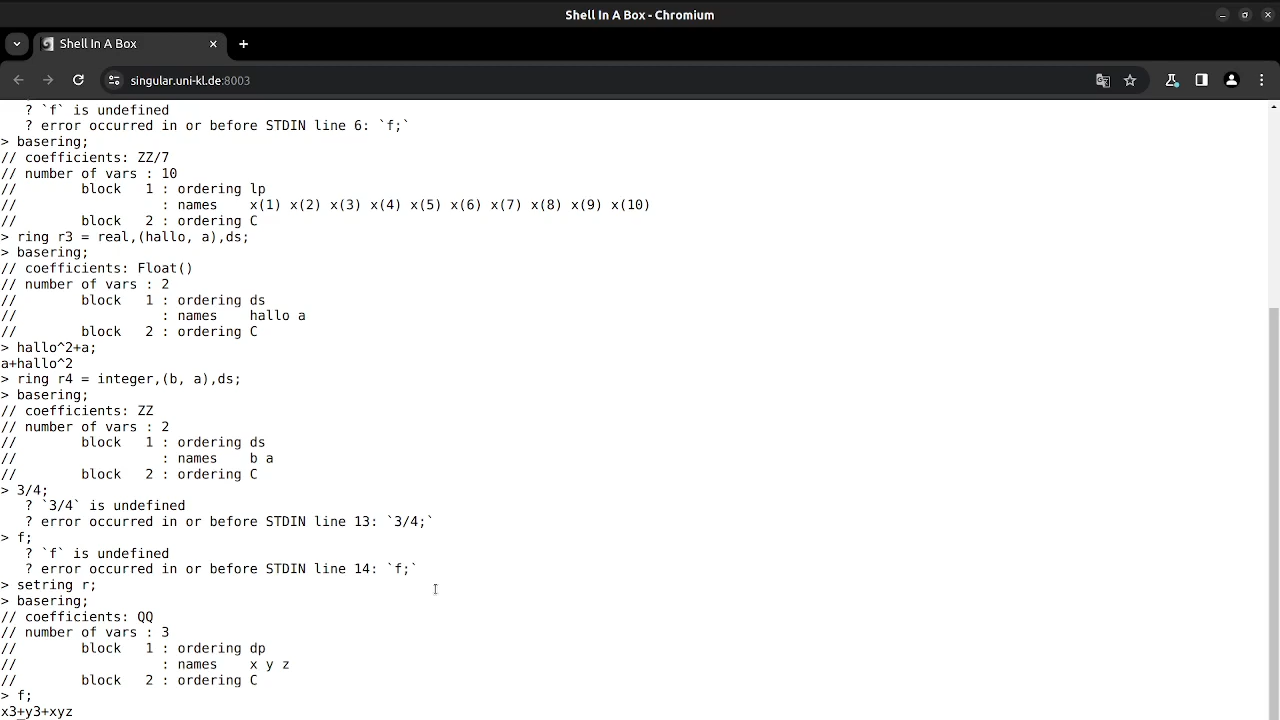 Shell In A Box - Chromium
Shell In A Box
singular.uni-kl.de:8003
? `f` is undefined
? error occurred in or before STDIN line 6: `f;`
> basering;
// coefficients: ZZ/7
// number of vars : 10
//        block   1 : ordering lp
//                  : names    x(1) x(2) x(3) x(4) x(5) x(6) x(7) x(8) x(9) x(10)
//        block   2 : ordering C
> ring r3 = real,(hallo, a),ds;
> basering;
// coefficients: Float()
// number of vars : 2
//        block   1 : ordering ds
//                  : names    hallo a
//        block   2 : ordering C
> hallo^2+a;
a+hallo^2
> ring r4 = integer,(b, a),ds;
> basering;
// coefficients: ZZ
// number of vars : 2
//        block   1 : ordering ds
//                  : names    b a
//        block   2 : ordering C
> 3/4;
? `3/4` is undefined
? error occurred in or before STDIN line 13: `3/4;`
> f;
? `f` is undefined
? error occurred in or before STDIN line 14: `f;`
> setring r;
> basering;
// coefficients: QQ
// number of vars : 3
//        block   1 : ordering dp
//                  : names    x y z
//        block   2 : ordering C
> f;
x3+y3+xyz